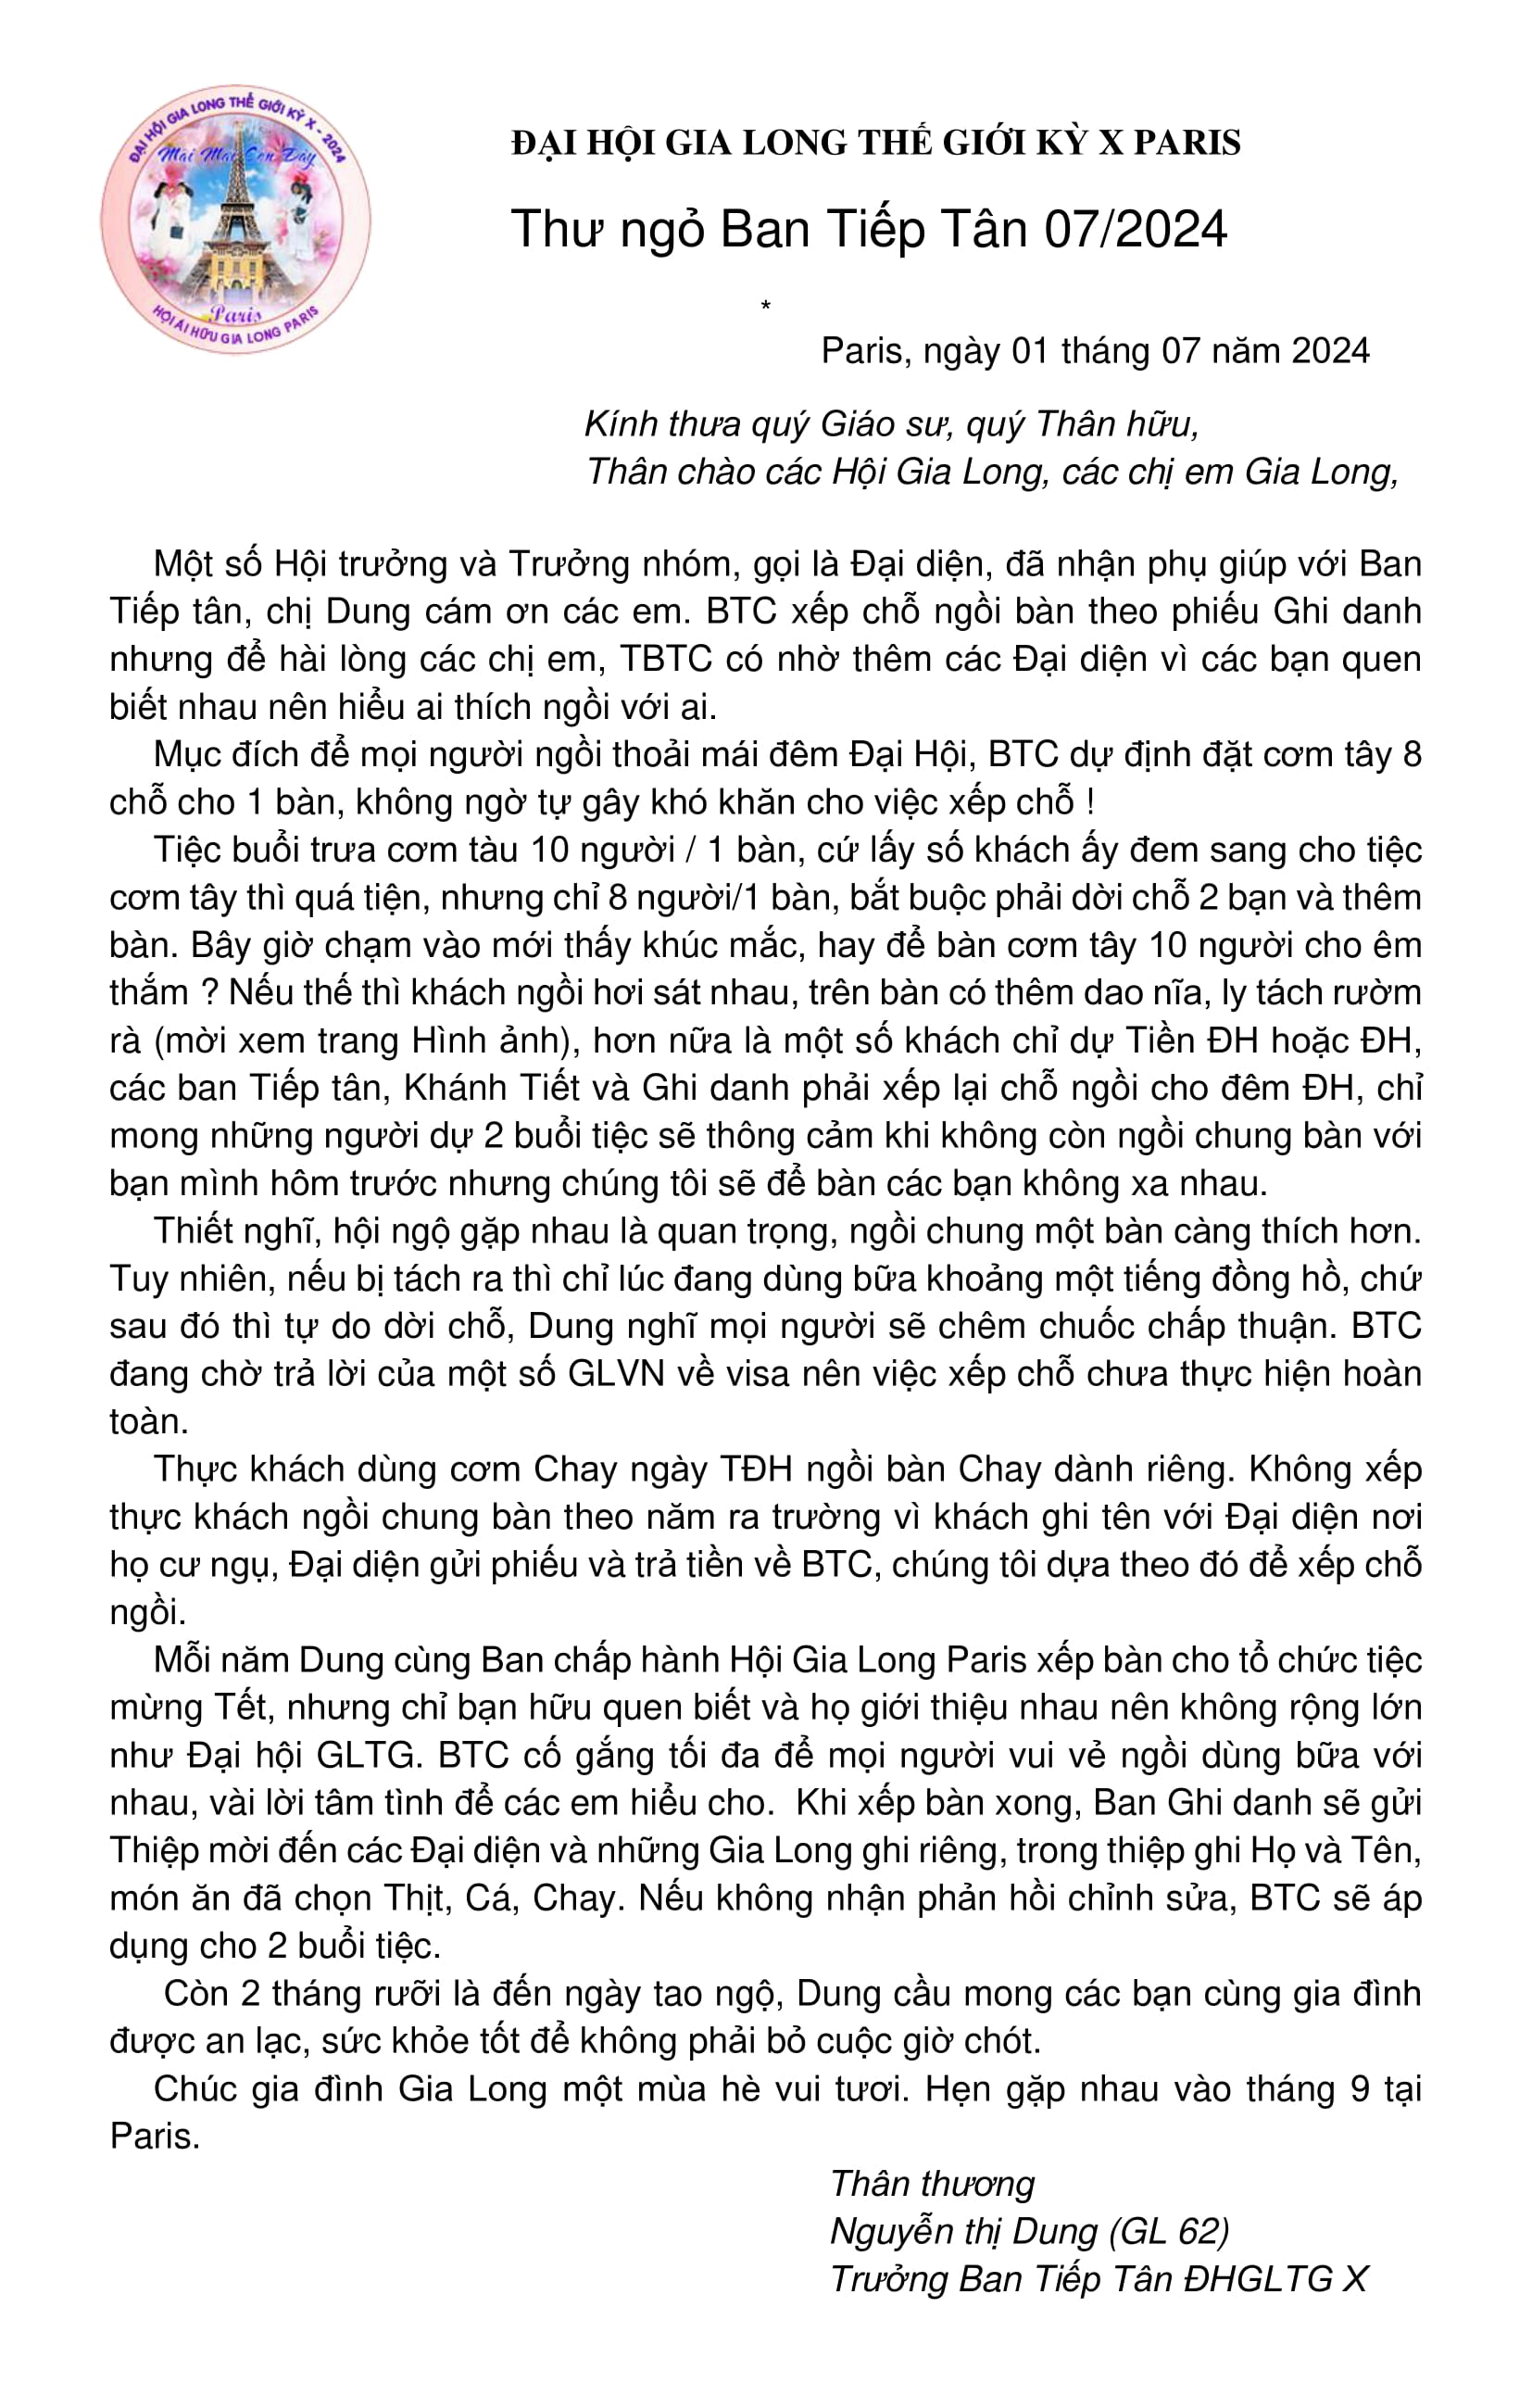 ĐẠI HỘI GIA LONG THẾ GIỚI KỲ X - 2024
Mãi Mãi Còn Đây
Paris
HỘI ÁI HỮU GIA LONG PARIS
ĐẠI HỘI GIA LONG THẾ GIỚI KỲ X PARIS
Thư ngỏ Ban Tiếp Tân 07/2024
*
Paris, ngày 01 tháng 07 năm 2024
Kính thưa quý Giáo sư, quý Thân hữu,
Thân chào các Hội Gia Long, các chị em Gia Long,
Một số Hội trưởng và Trưởng nhóm, gọi là Đại diện, đã nhận phụ giúp với Ban
Tiếp tân, chị Dung cám ơn các em. BTC xếp chỗ ngồi bàn theo phiếu Ghi danh
nhưng để hài lòng các chị em, TBTC có nhờ thêm các Đại diện vì các bạn quen
biết nhau nên hiểu ai thích ngồi với ai.
Mục đích để mọi người ngồi thoải mái đêm Đại Hội, BTC dự định đặt cơm tây 8
chỗ cho 1 bàn, không ngờ tự gây khó khăn cho việc xếp chỗ !
Tiệc buổi trưa cơm tàu 10 người / 1 bàn, cứ lấy số khách ấy đem sang cho tiệc
cơm tây thì quá tiện, nhưng chỉ 8 người/1 bàn, bắt buộc phải dời chỗ 2 bạn và thêm
bàn. Bây giờ chạm vào mới thấy khúc mắc, hay để bàn cơm tây 10 người cho êm
thắm ? Nếu thế thì khách ngồi hơi sát nhau, trên bàn có thêm dao nĩa, ly tách rườm
rà (mời xem trang Hình ảnh), hơn nữa là một số khách chỉ dự Tiền ĐH hoặc ĐH,
các ban Tiếp tân, Khánh Tiết và Ghi danh phải xếp lại chỗ ngồi cho đêm ĐH, chỉ
mong những người dự 2 buổi tiệc sẽ thông cảm khi không còn ngồi chung bàn với
bạn mình hôm trước nhưng chúng tôi sẽ để bàn các bạn không xa nhau.
Thiết nghĩ, hội ngộ gặp nhau là quan trọng, ngồi chung một bàn càng thích hơn.
Tuy nhiên, nếu bị tách ra thì chỉ lúc đang dùng bữa khoảng một tiếng đồng hồ, chứ
sau đó thì tự do dời chỗ, Dung nghĩ mọi người sẽ chêm chuốc chấp thuận. BTC
đang chờ trả lời của một số GLVN về visa nên việc xếp chỗ chưa thực hiện hoàn
toàn.
Thực khách dùng cơm Chay ngày TĐH ngồi bàn Chay dành riêng. Không xếp
thực khách ngồi chung bàn theo năm ra trường vì khách ghi tên với Đại diện nơi
họ cư ngụ, Đại diện gửi phiếu và trả tiền về BTC, chúng tôi dựa theo đó để xếp chỗ
ngồi.
Mỗi năm Dung cùng Ban chấp hành Hội Gia Long Paris xếp bàn cho tổ chức tiệc
mừng Tết, nhưng chỉ bạn hữu quen biết và họ giới thiệu nhau nên không rộng lớn
như Đại hội GLTG. BTC cố gắng tối đa để mọi người vui vẻ ngồi dùng bữa với
nhau, vài lời tâm tình để các em hiểu cho. Khi xếp bàn xong, Ban Ghi danh sẽ gửi
Thiệp mời đến các Đại diện và những Gia Long ghi riêng, trong thiệp ghi Họ và Tên,
món ăn đã chọn Thịt, Cá, Chay. Nếu không nhận phản hồi chỉnh sửa, BTC sẽ áp
dụng cho 2 buổi tiệc.
Còn 2 tháng rưỡi là đến ngày tao ngộ, Dung cầu mong các bạn cùng gia đình
được an lạc, sức khỏe tốt để không phải bỏ cuộc giờ chót.
Chúc gia đình Gia Long một mùa hè vui tươi. Hẹn gặp nhau vào tháng 9 tại
Paris.
Thân thương
Nguyễn thị Dung (GL 62)
Trưởng Ban Tiếp Tân ĐHGLTG X